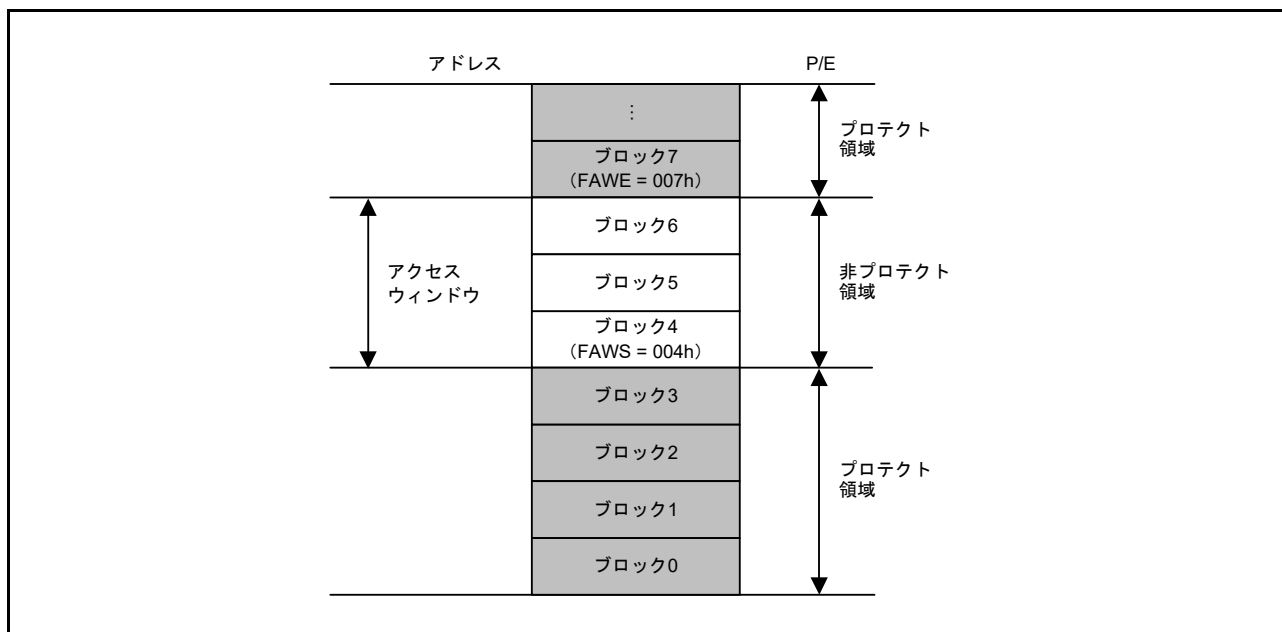 アドレス
P/E
⋮
ブロック7
（FAWE = 007h）
プロテクト
領域
ブロック6
ブロック5
ブロック4
（FAWS = 004h）
アクセス
ウィンドウ
非プロテクト
領域
ブロック3
ブロック2
ブロック1
ブロック0
プロテクト
領域